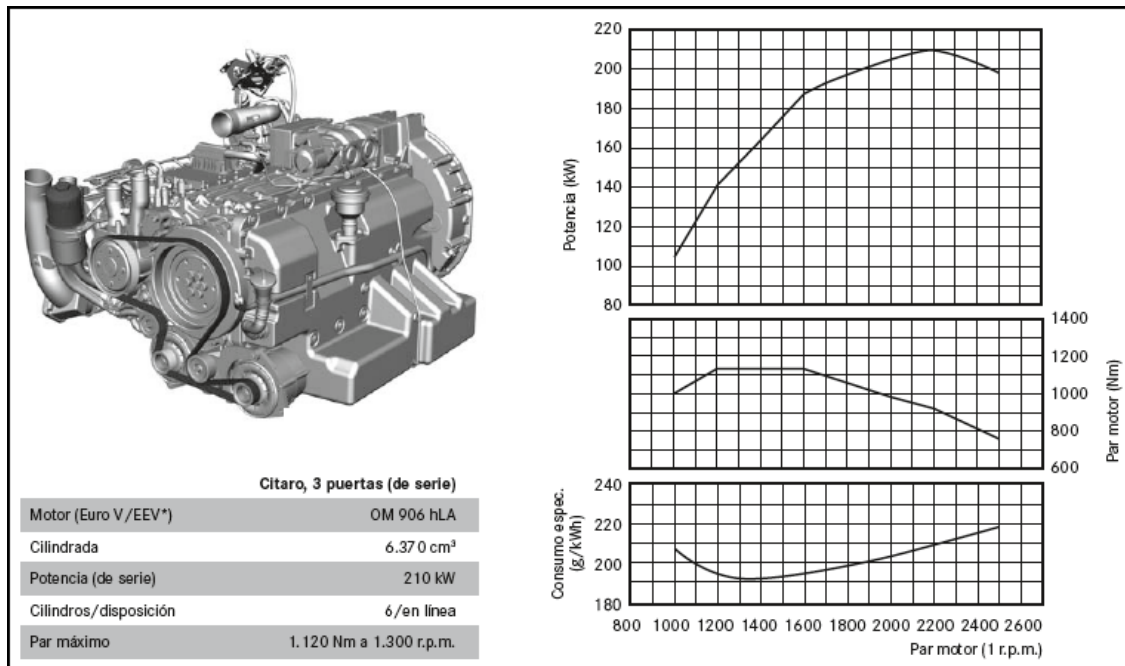 Citaro, 3 puertas (de serie)
Motor (Euro V/EEV*) OM 906 hLA
Cilindrada 6.370 cm³
Potencia (de serie) 210 kW
Cilindros/disposición 6/en línea
Par máximo 1.120 Nm a 1.300 r.p.m.
Potencia (kW)
220
200
180
160
140
120
100
80
Par motor (Nm)
1400
1200
1000
800
600
Consumo espec.
(g/kWh)
240
220
200
180
800 1000 1200 1400 1600 1800 2000 2200 2400 2600
Par motor (1 r.p.m.)